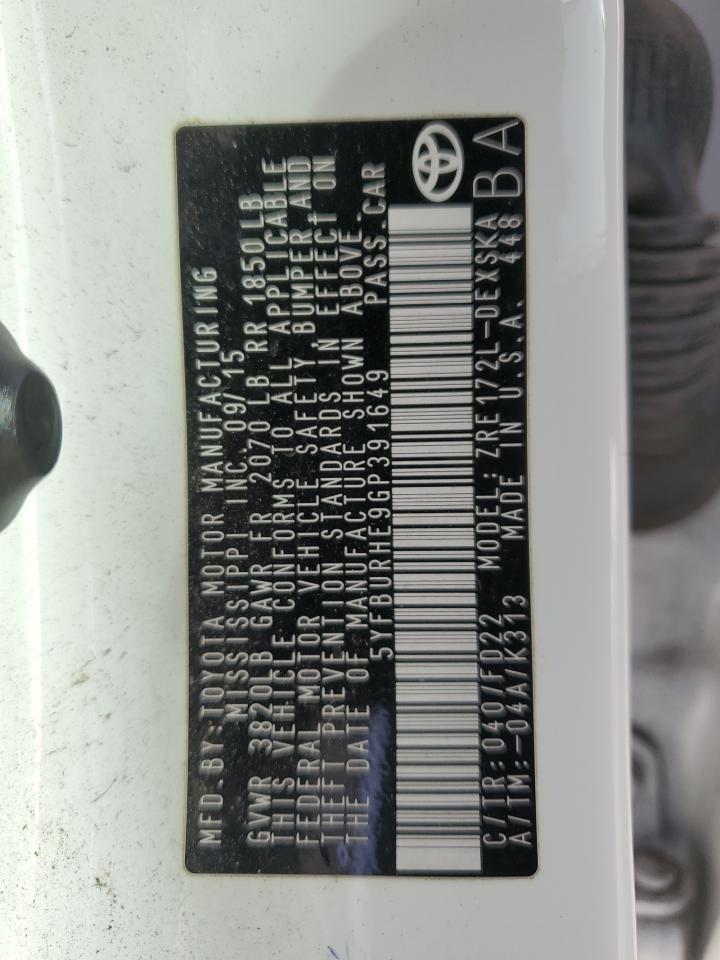 MFD.BY:TOYOTA MOTOR MANUFACTURING
MISSISSIPPI INC.09/15
GVWR 3820LB GAWR FR 2070LB RR 1850LB
THIS VEHICLE CONFORMS TO ALL APPLICABLE
FEDERAL MOTOR VEHICLE SAFETY, BUMPER,AND
THEFT PREVENTION STANDARDS IN EFFECT ON
THE DATE OF MANUFACTURE SHOWN ABOVE.
5YFBURHE9GP391649 PASS.CAR
C/TR:040/FD22 MODEL:ZRE172L-DEXSKA
A/TM:-04A/K313 MADE IN U.S.A. 448 BA